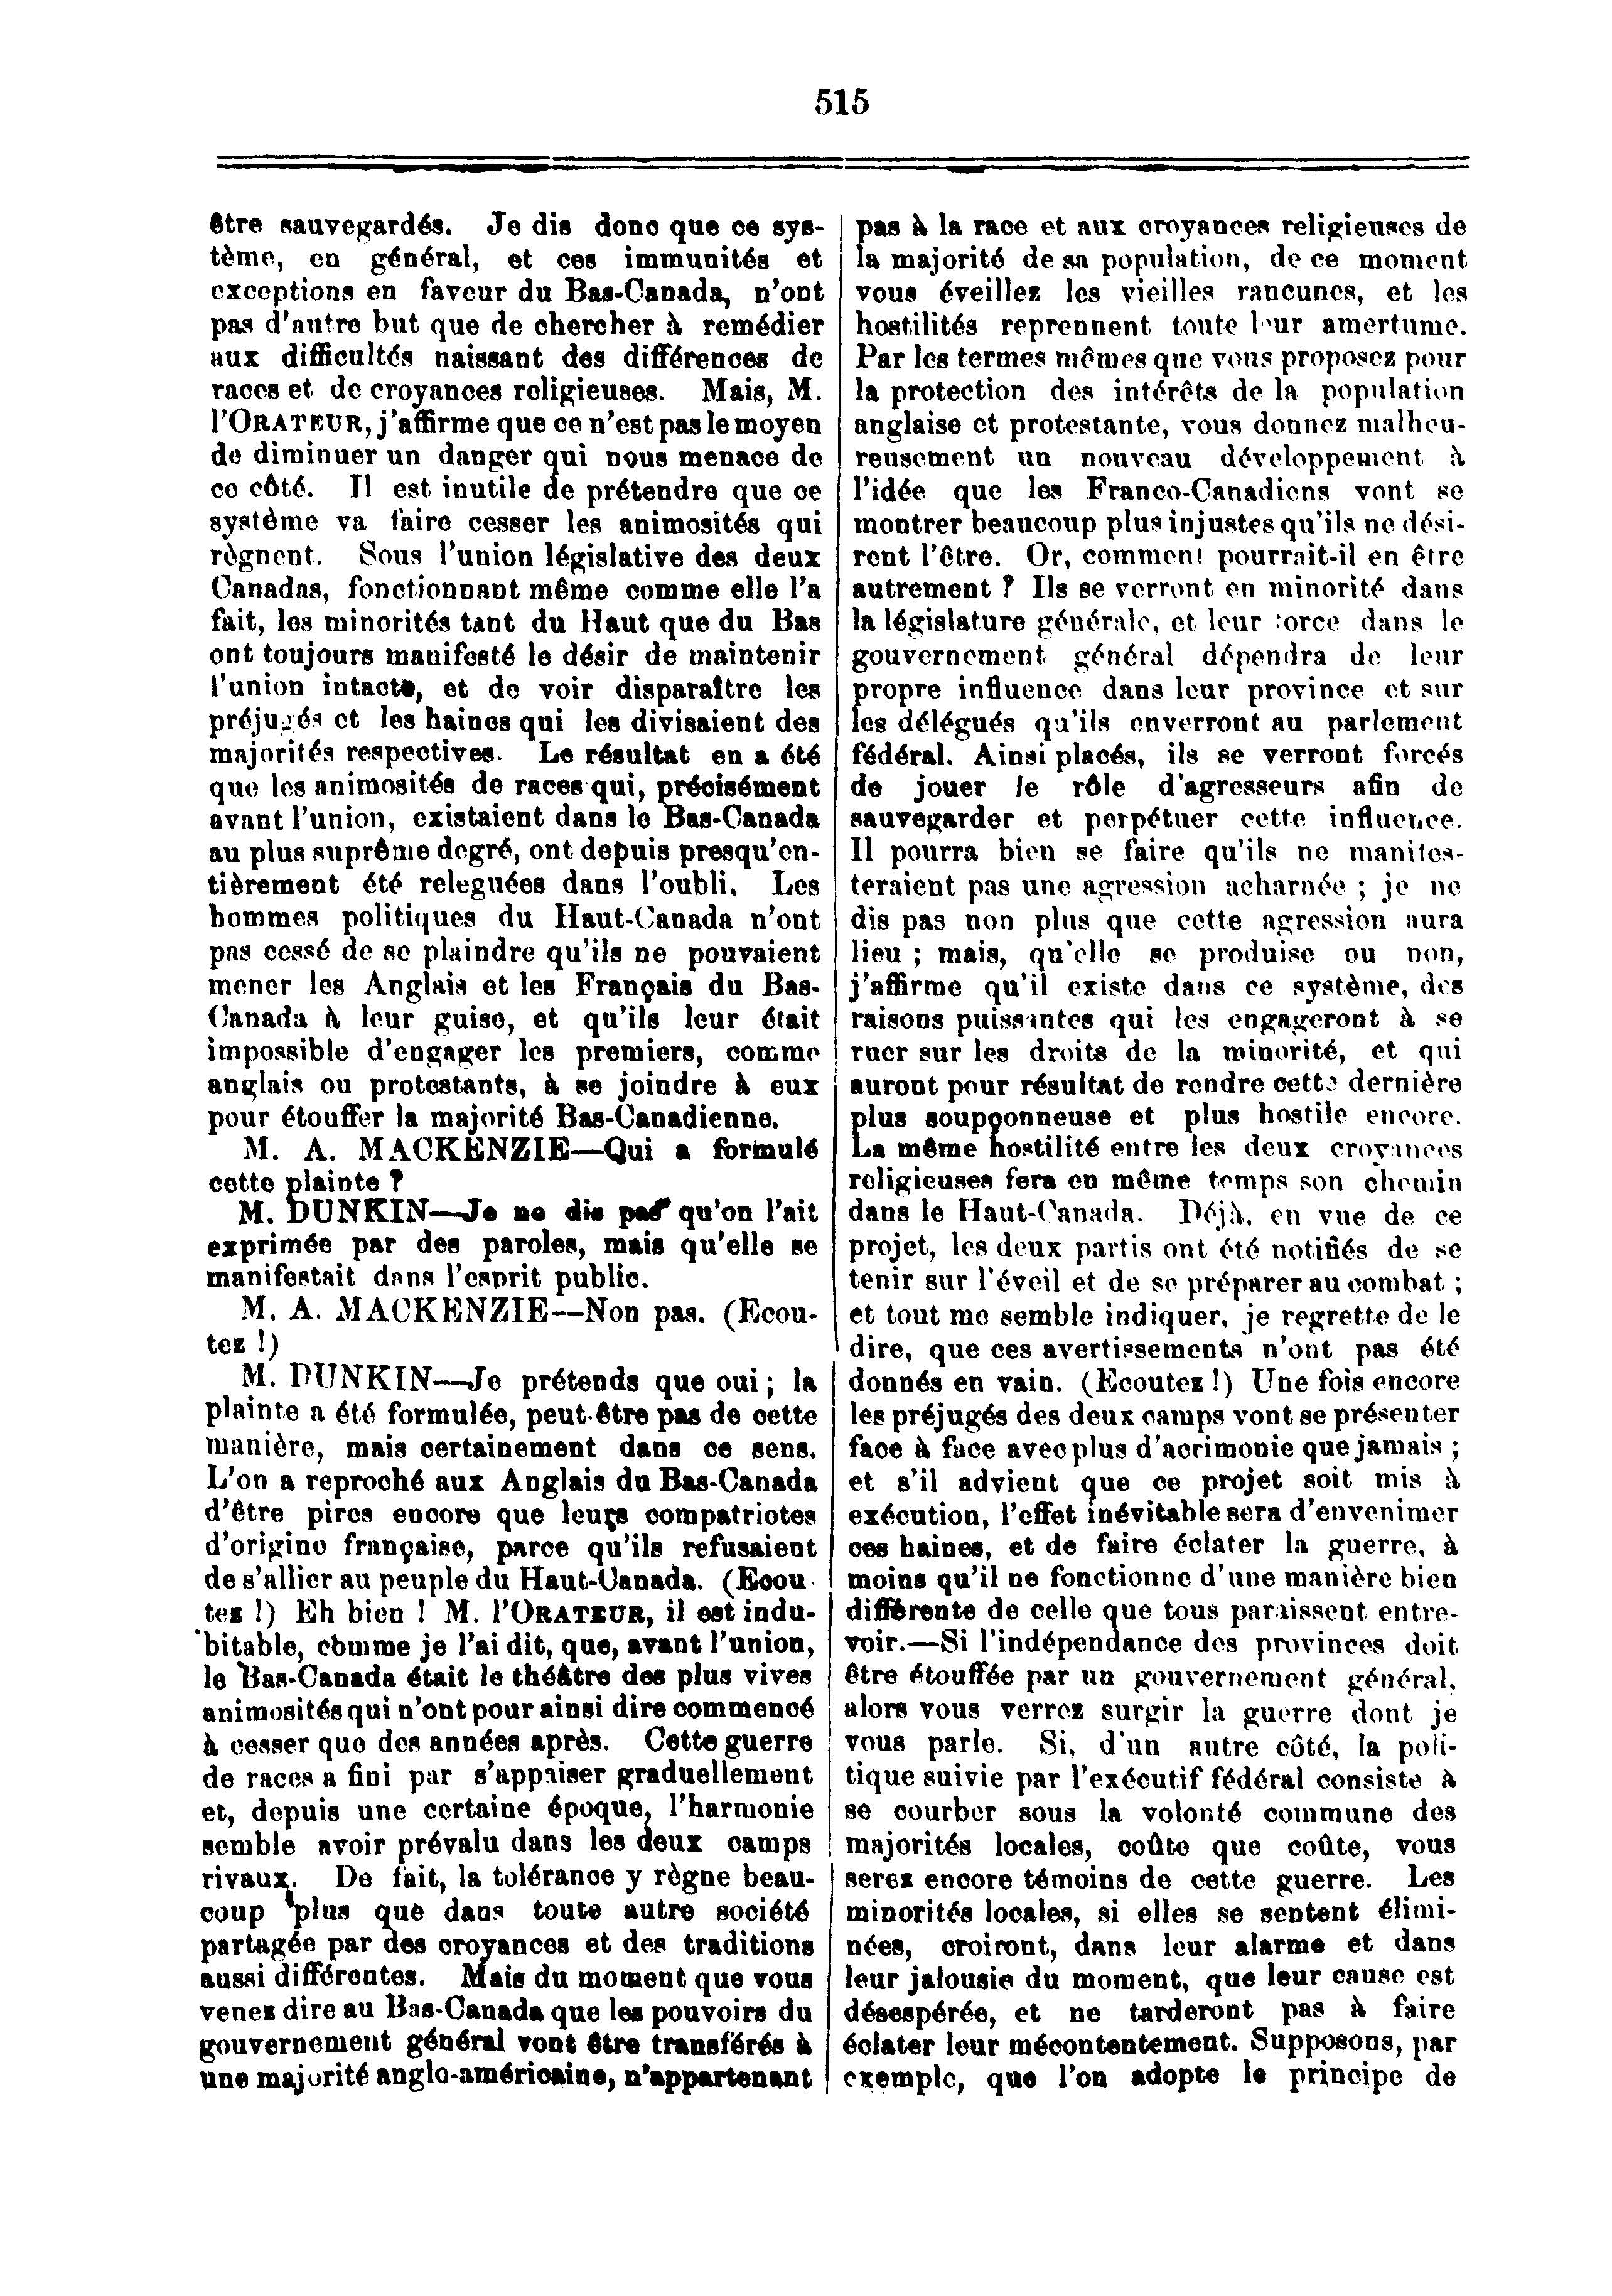 515
être sauvegardés. Je dis donc que ce sys-
tème, en général, et ces immunités et
exceptions en faveur du Bas-Canada, n'ont
pas d'autre but que de chercher à remédier
aux difficultés naissant des différences de
races et de croyances religieuses. Mais, M.
l'ORATEUR, j'affirme que ce n'est pas le moyen
de diminuer un danger qui nous menace de
ce côté. Il est inutile de prétendre que ce
système va faire cesser les animosités qui
règnent. Sous l'union législative des deux
Canadas, fonctionnant même comme elle l'a
fait, les minorités tant du Haut que du Bas
ont toujours manifesté le désir de maintenir
l'union intacte, et de voir disparaître les
préjugés et les haines qui les divisaient des
majorités respectives. Le résultat en a été
que les animosités de races qui, précisément
avant l'union, existaient dans le Bas-Canada
au plus suprême degré, ont depuis presqu'en-
tièrement été reléguées dans l'oubli. Les
hommes politiques du Haut-Canada n'ont
pas cessé de se plaindre qu'ils ne pouvaient
mener les Anglais et les Français du Bas-
Canada à leur guise, et qu'ils leur était
impossible d'engager les premiers, comme
anglais ou protestants, à se joindre à eux
pour étouffer la majorité Bas-Canadienne.
M. A. MACKENZIE—Qui a formulé
cette plainte ?
M. DUNKIN—Je ne dis pas qu'on l'ait
exprimée par des paroles, mais qu'elle se
manifestait dans l'esprit public.
M. A. MACKENZIE—Non pas. (Ecou-
tez !)
M. DUNKIN—Je prétends que oui ; la
plainte a été formulée, peut-être pas de cette
manière, mais certainement dans ce sens.
L'on a reproché aux Anglais du Bas-Canada
d'être pires encore que leurs compatriotes
d'origine française, parce qu'ils refusaient
de s'allier au peuple du Haut-Canada. (Ecou-
tez !) Eh bien ! M. l'ORATEUR, il est indu-
bitable, comme je l'ai dit, que, avant l'union,
le Bas-Canada était le théâtre des plus vives
animosités qui n'ont pour ainsi dire commencé
à cesser que des années après. Cette guerre
de races a fini par s'appaiser graduellement
et, depuis une certaine époque, l'harmonie
semble avoir prévalu dans les deux camps
rivaux. De fait, la tolérance y règne beau-
coup plus que dans toute autre société
partagée par des croyances et des traditions
aussi différentes. Mais du moment que vous
venez dire au Bas-Canada que les pouvoirs du
gouvernement général vont être transférés à
une majorité anglo-américaine, n'appartenant
pas à la race et aux croyances religieuses de
la majorité de sa population, de ce moment
vous éveillez les vieilles rancunes, et les
hostilités reprennent toute leur amertume.
Par les termes mêmes que vous proposez pour
la protection des intérêts de la population
anglaise et protestante, vous donnez malheu-
reusement un nouveau développement à
l'idée que les Franco-Canadiens vont se
montrer beaucoup plus injustes qu'ils ne dési-
rent l'être. Or, comment pourrait-il en être
autrement ? Ils se verront en minorité dans
la législature générale, et leur force dans le
gouvernement général dépendra de leur
propre influence dans leur province et sur
les délégués qu'ils enverront au parlement
fédéral. Ainsi placés, ils se verront forcés
de jouer le rôle d'agresseurs afin de
sauvegarder et perpétuer cette influence.
Il pourra bien se faire qu'ils ne manifes-
teraient pas une agression acharnée ; je ne
dis pas non plus que cette agression aura
lieu ; mais, qu'elle se produise ou non,
j'affirme qu'il existe dans ce système, des
raisons puissantes qui les engageront à se
ruer sur les droits de la minorité, et qui
auront pour résultat de rendre cette dernière
plus soupçonneuse et plus hostile encore.
La même hostilité entre les deux croyances
religieuses fera en même temps son chemin
dans le Haut-Canada. Déjà, en vue de ce
projet, les deux partis ont été notifiés de se
tenir sur l'éveil et de se préparer au combat ;
et tout me semble indiquer, je regrette de le
dire, que ces avertissements n'ont pas été
donnés en vain. (Ecoutez !) Une fois encore
les préjugés des deux camps vont se présenter
face à face avec plus d'acrimonie que jamais ;
et s'il advient que ce projet soit mis à
exécution, l'effet inévitable sera d'envenimer
ces haines, et de faire éclater la guerre, à
moins qu'il ne fonctionne d'une manière bien
différente de celle que tous paraissent entre-
voir.—Si l'indépendance des provinces doit
être étouffée par un gouvernement général,
alors vous verrez surgir la guerre dont je
vous parle. Si, d'un autre côté, la poli-
tique suivie par l'exécutif fédéral consiste à
se courber sous la volonté commune des
majorités locales, coûte que coûte, vous
serez encore témoins de cette guerre. Les
minorités locales, si elles se sentent élimi-
nées, croiront, dans leur alarme et dans
leur jalousie du moment, que leur cause est
désespérée, et ne tarderont pas à faire
éclater leur mécontentement. Supposons, par
exemple, que l'on adopte le principe de